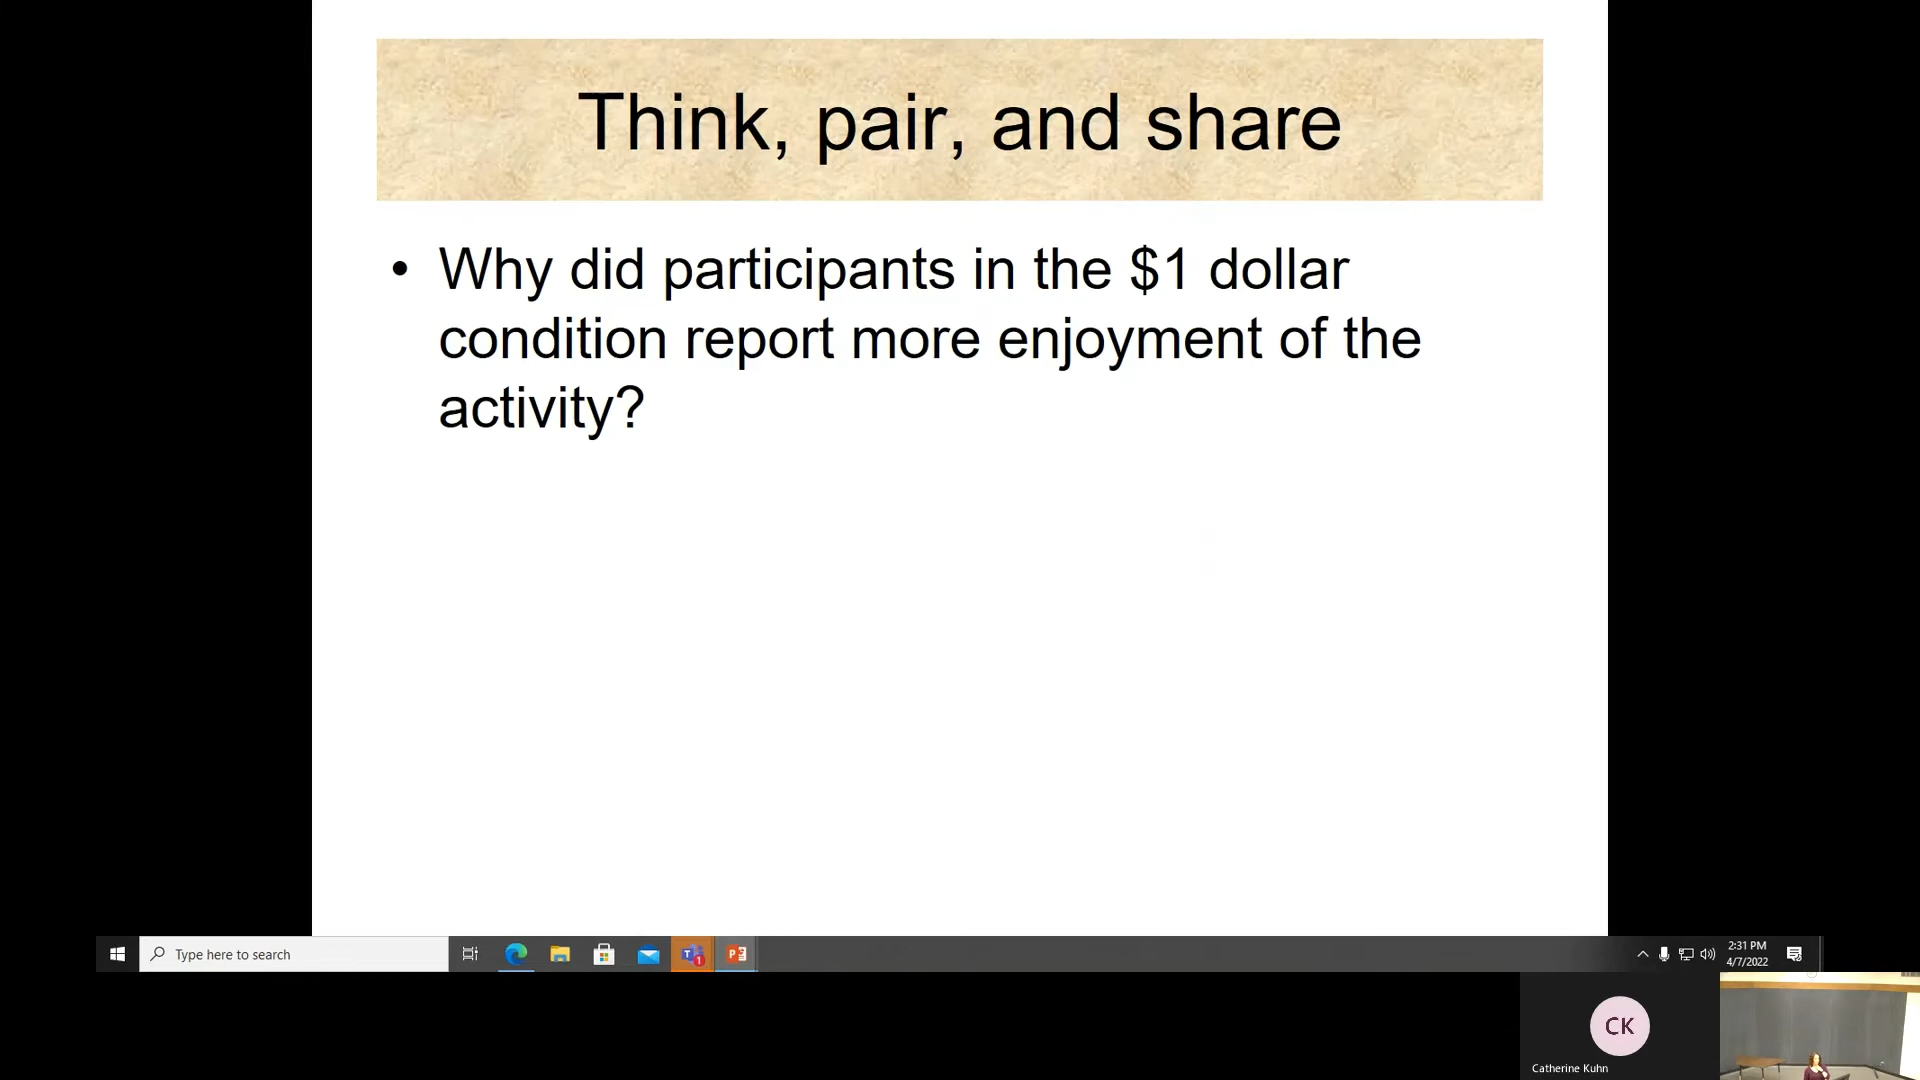 Think, pair, and share
• Why did participants in the $1 dollar
condition report more enjoyment of the
activity?
Type here to search
2:31 PM
4/7/2022
CK
Catherine Kuhn